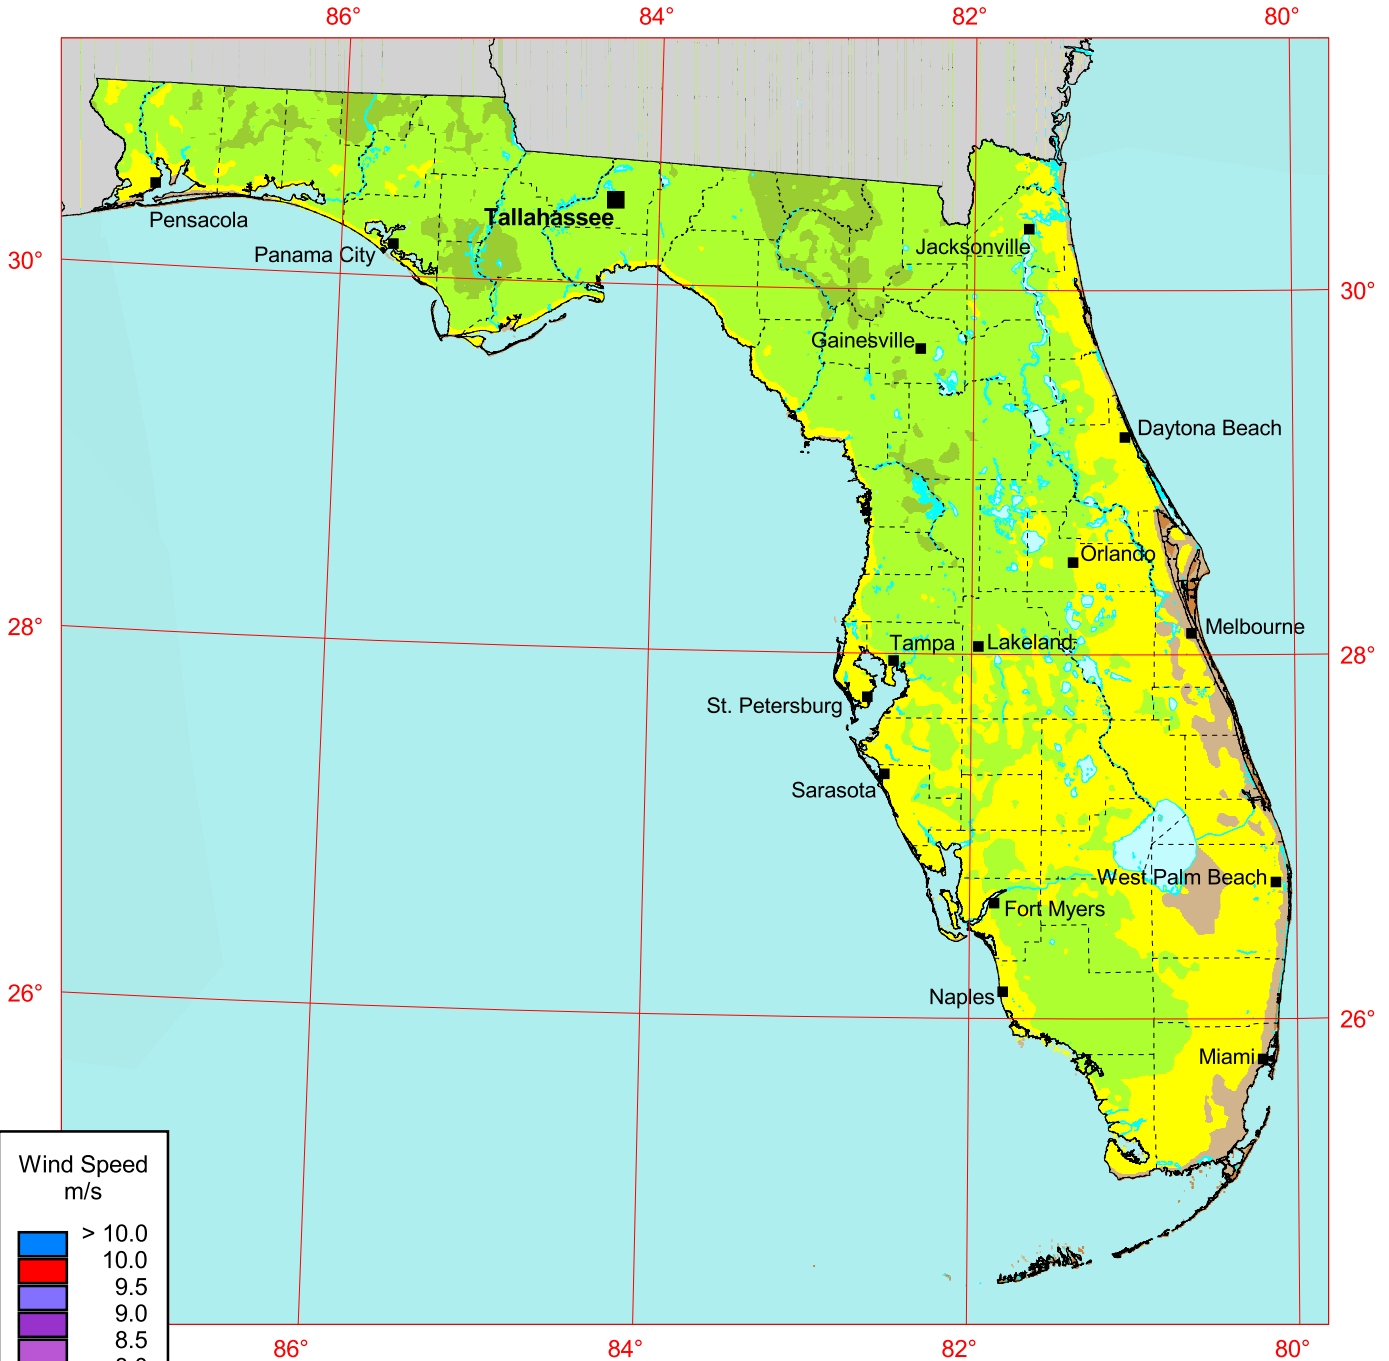 86° 84° 82° 80°
Pensacola
Tallahassee
Jacksonville
Panama City
30° 30°
Gainesville
Daytona Beach
Orlando
28° Melbourne
Tampa Lakeland 28°
St. Petersburg
Sarasota
West Palm Beach
Fort Myers
26° Naples
26°
Miami
Wind Speed
m/s
> 10.0
10.0
9.5
9.0
8.5
86° 84° 82° 80°